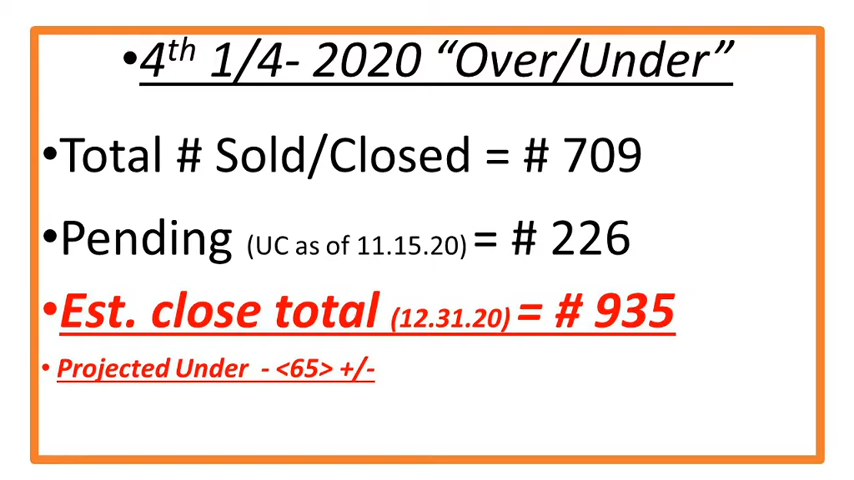 •4th 1/4- 2020 “Over/Under”
•Total # Sold/Closed = # 709
•Pending (UC as of 11.15.20) = # 226
•Est. close total (12.31.20) = # 935
• Projected Under - <65> +/-